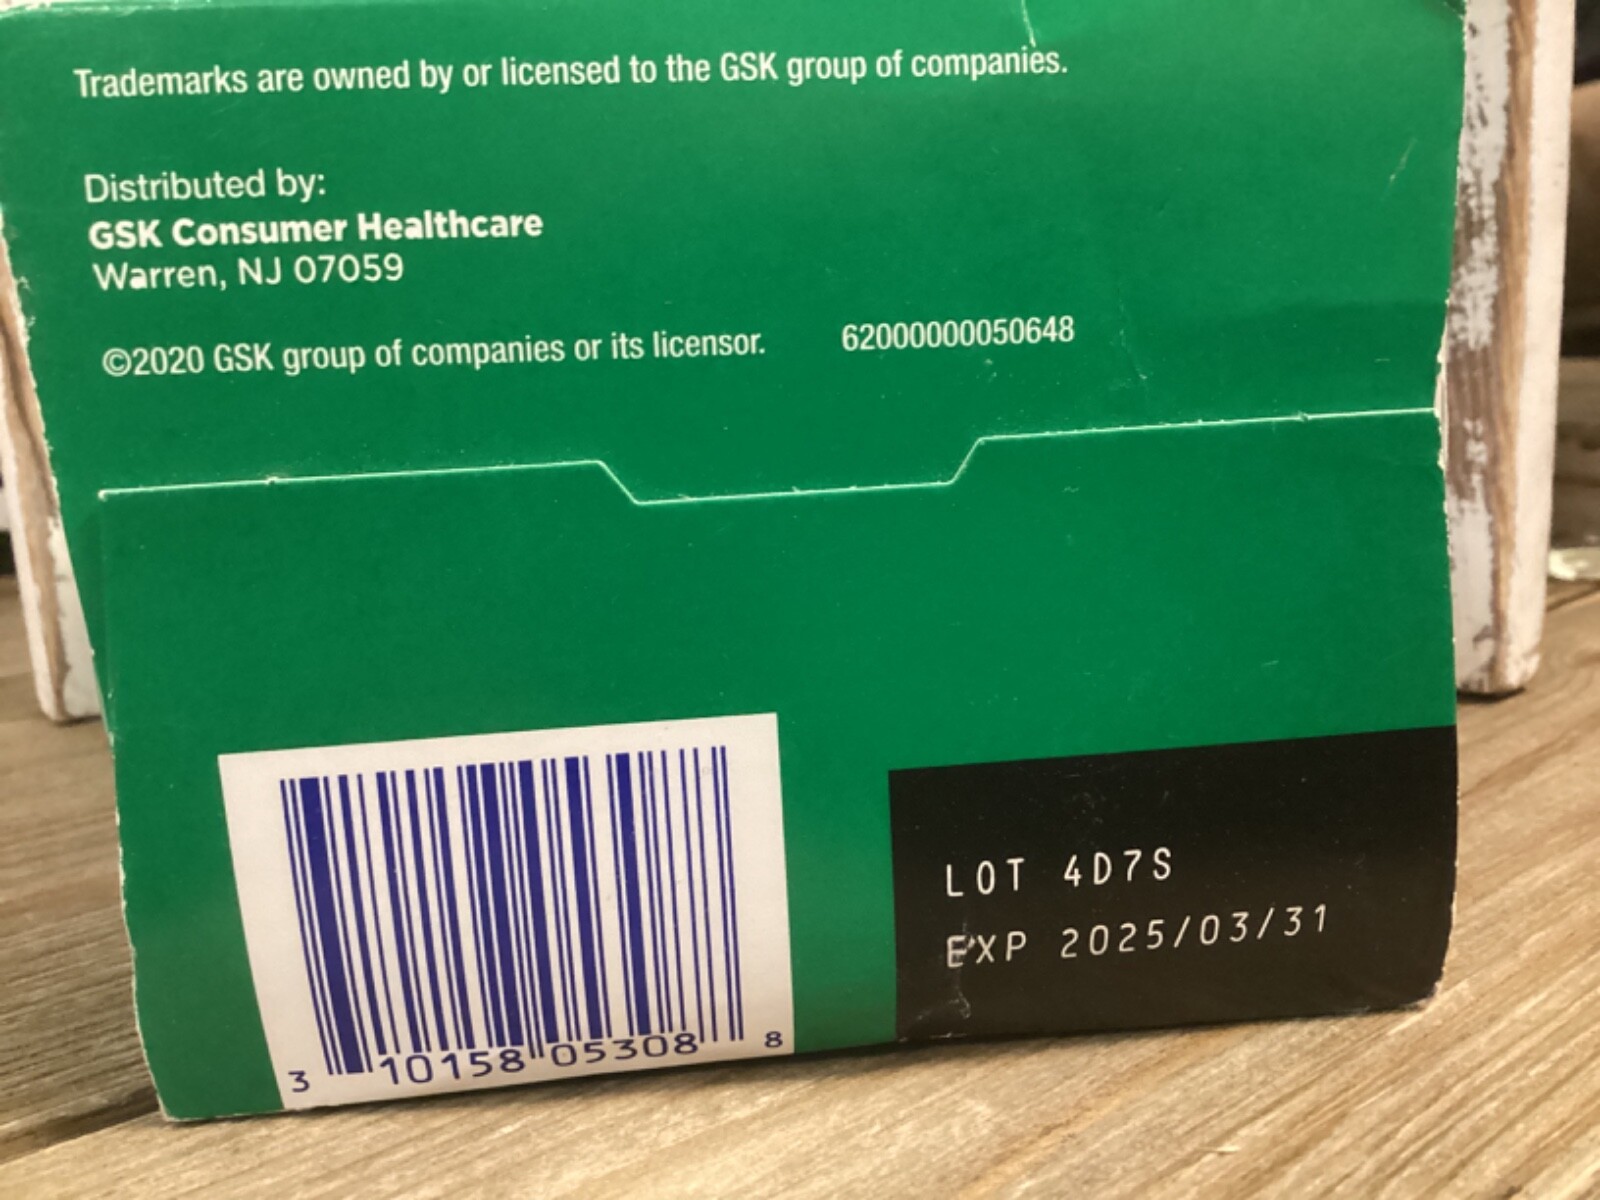 Trademarks are owned by or licensed to the GSK group of companies.
Distributed by:
GSK Consumer Healthcare
Warren, NJ 07059
©2020 GSK group of companies or its licensor. 62000000050648
LOT 4D7S
EXP 2025/03/31
3 10158 05308 8